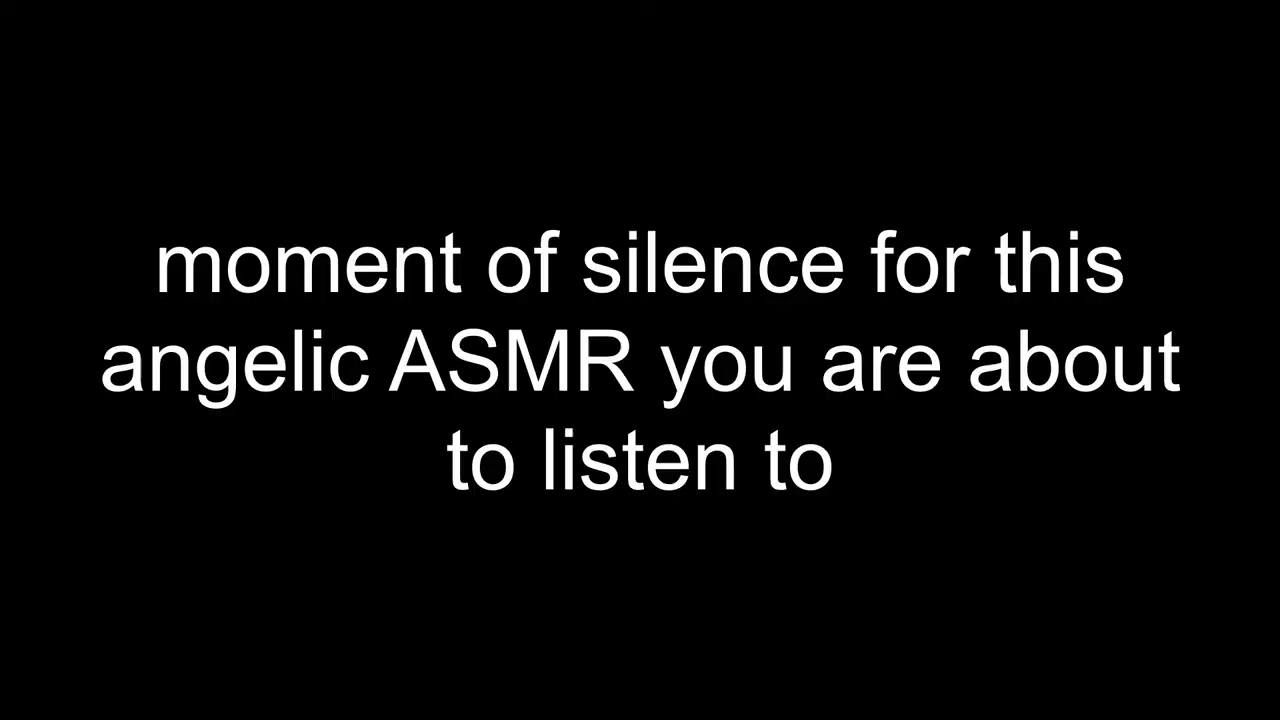 moment of silence for this
angelic ASMR you are about
to listen to